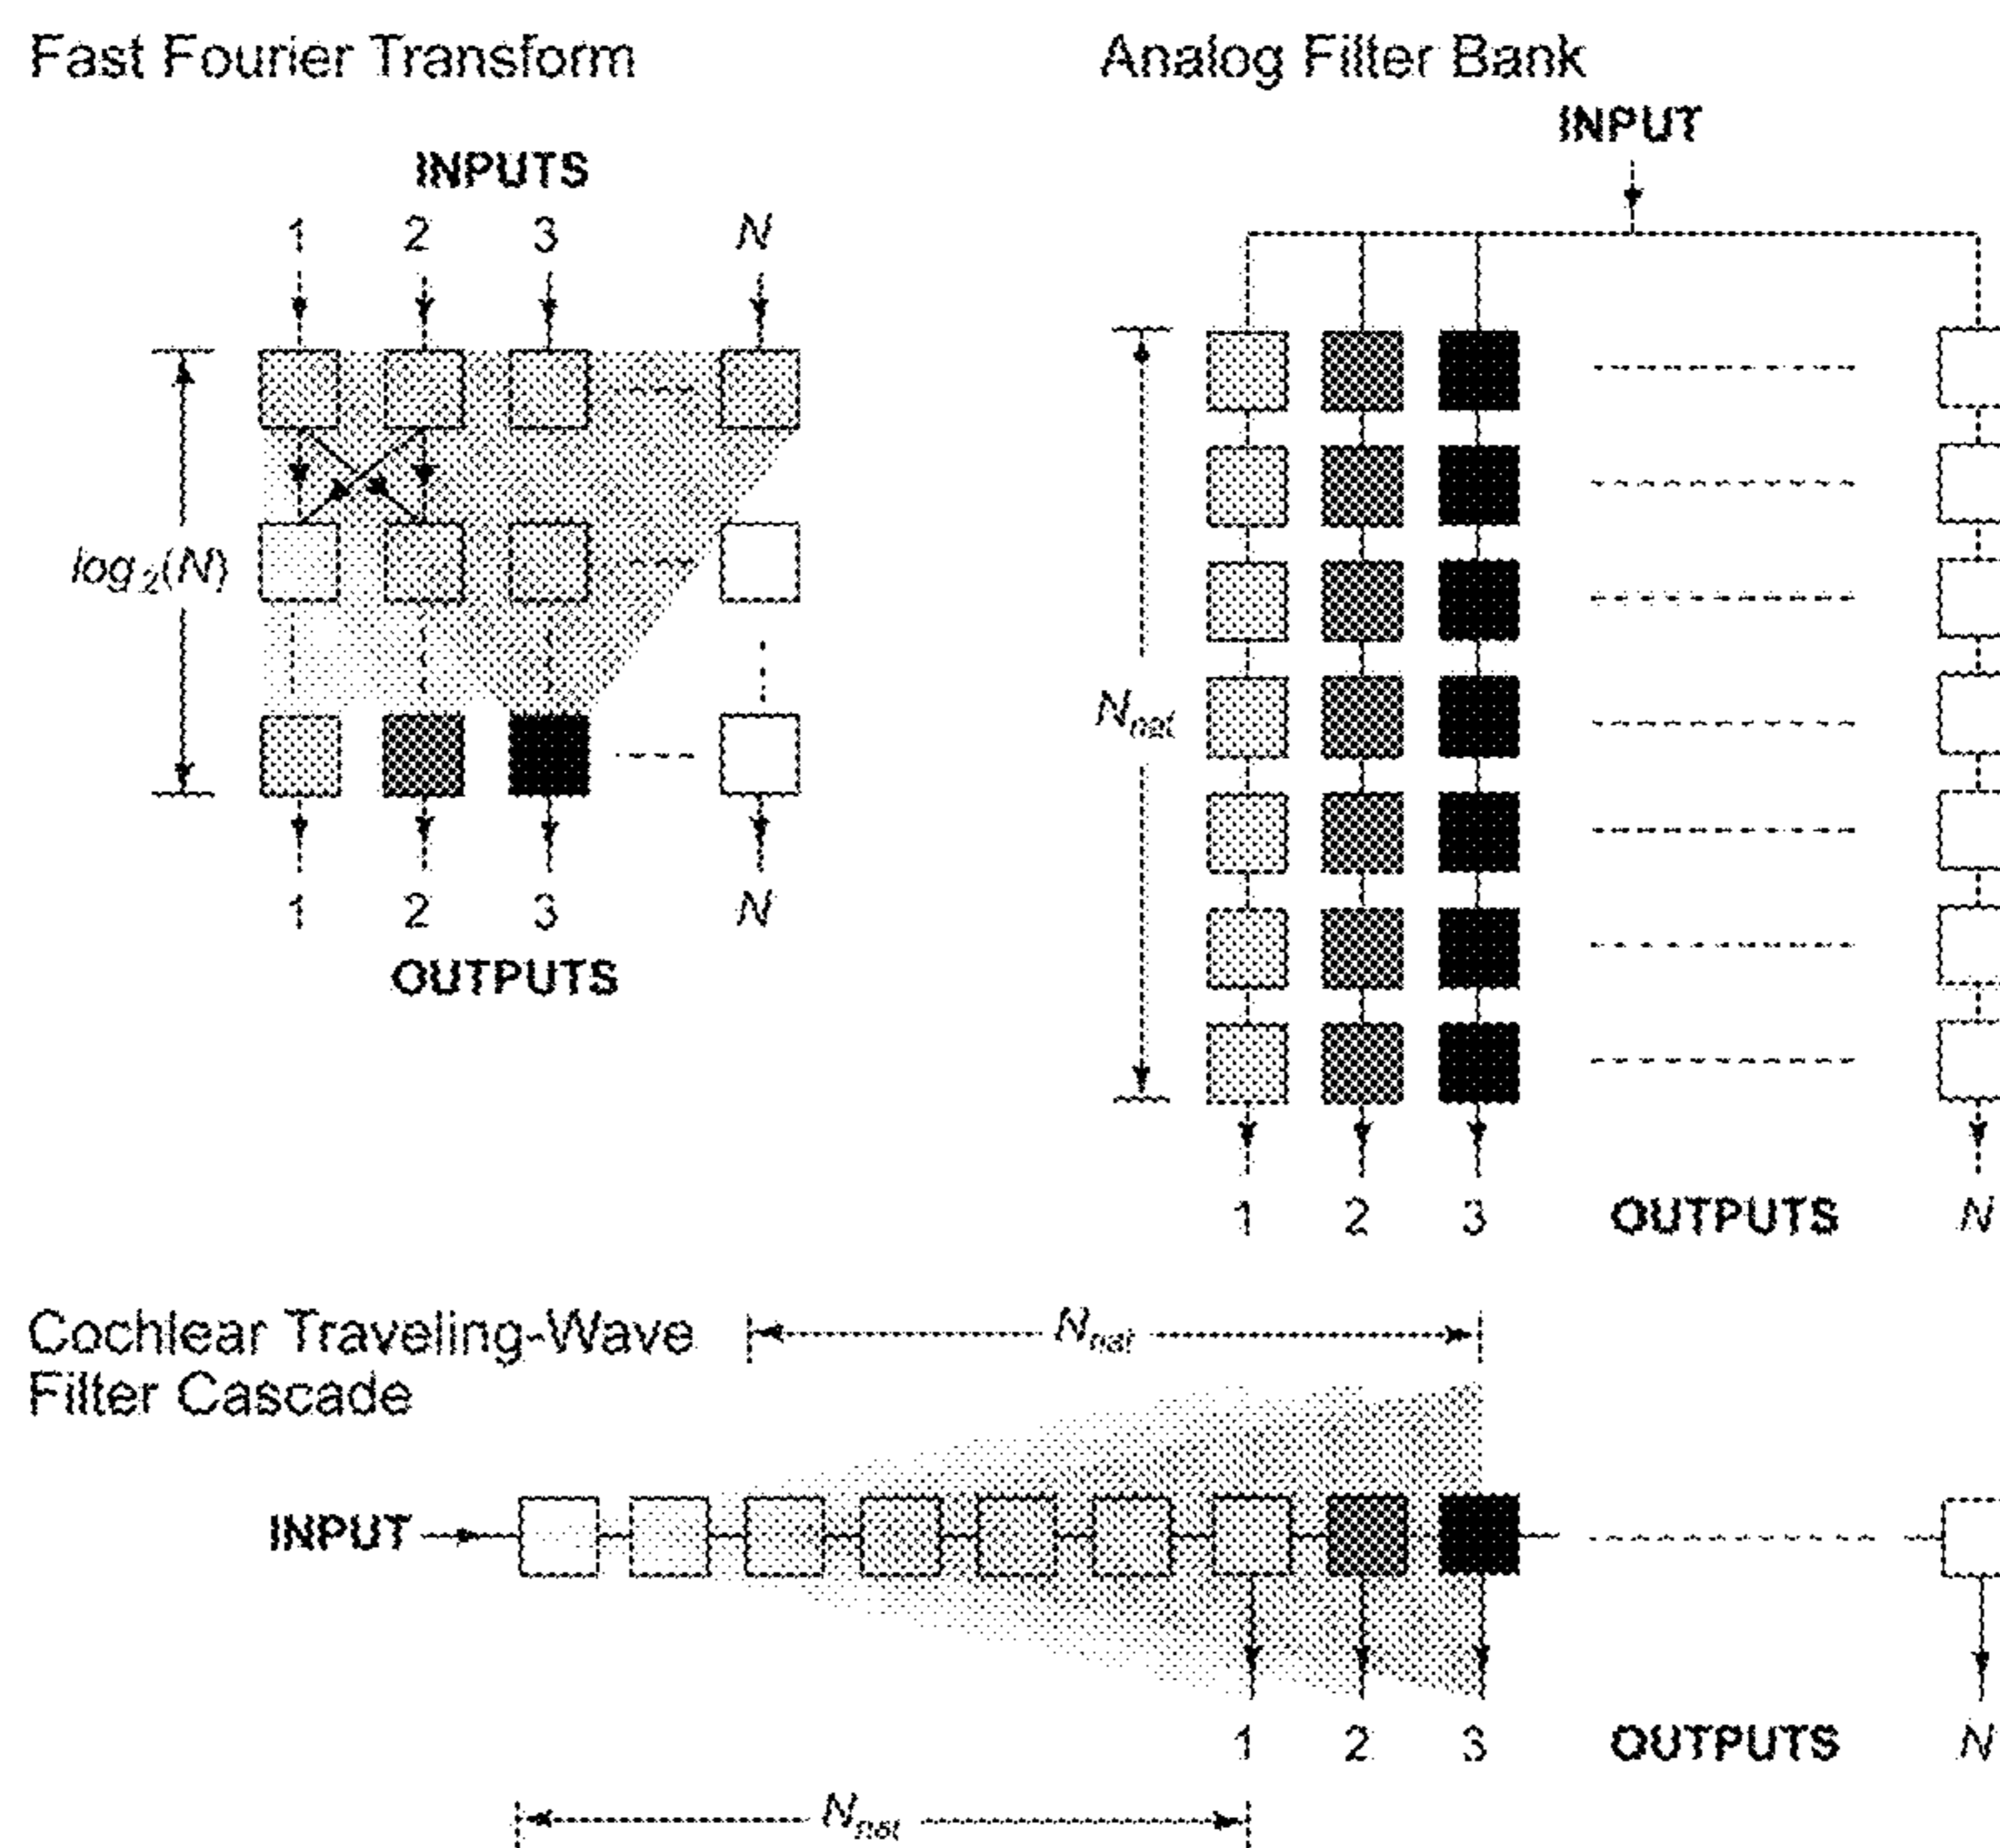 Fast Fourier Transform
INPUTS
1 2 3 N
log2(N)
1 2 3 N
OUTPUTS
Analog Filter Bank
INPUT
Nnat
1 2 3 OUTPUTS N
Cochlear Traveling-Wave
Filter Cascade
Nnat
INPUT
1 2 3 OUTPUTS N
Nnat